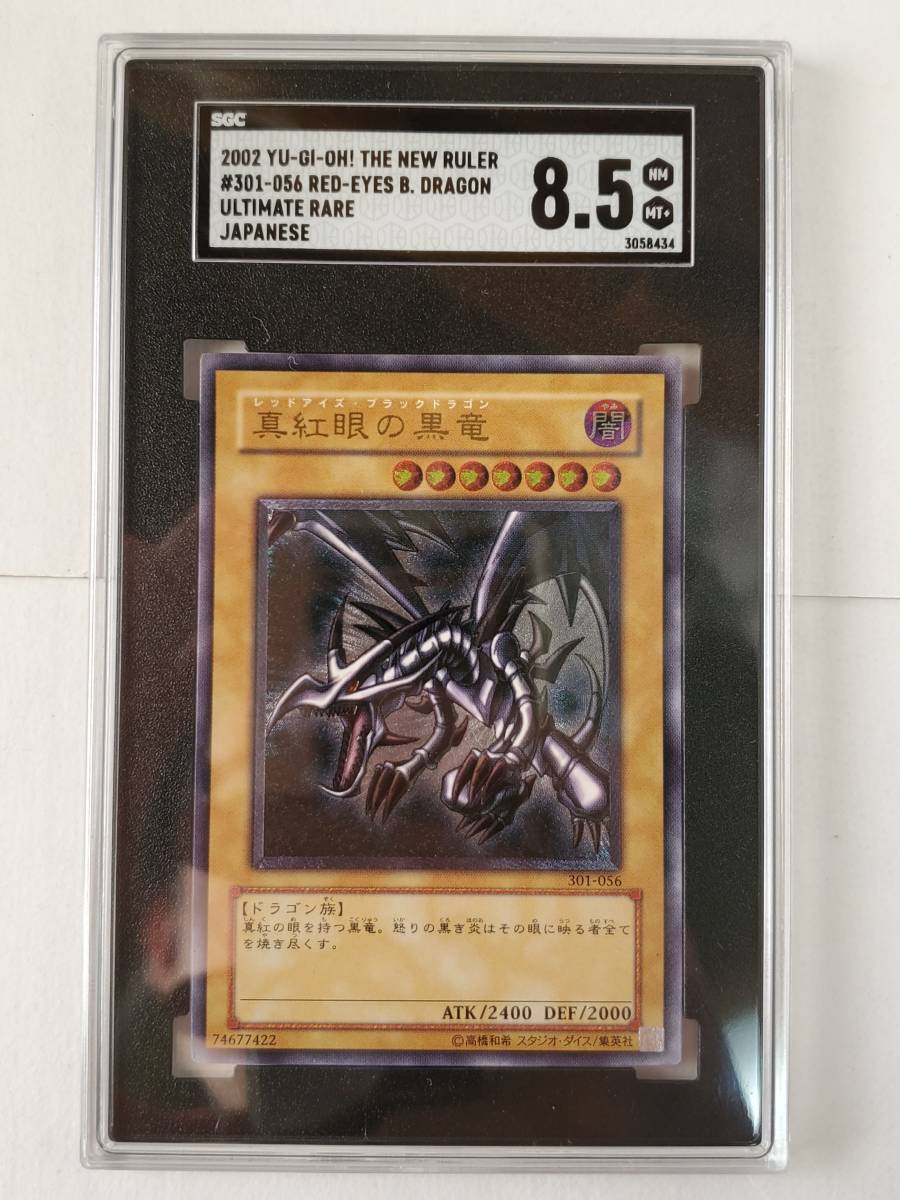 SGC
2002 YU-GI-OH! THE NEW RULER
#301-056 RED-EYES B. DRAGON
ULTIMATE RARE
JAPANESE
8.5
NM
MT+
3058434
レッドアイズ・ブラックドラゴン
真紅眼の黒竜
やみ
闇
301-056
【ドラゴン族】
真紅の眼を持つ黒竜。怒りの黒き炎はその眼に映る者全て
を焼き尽くす。
ATK/2400 DEF/2000
74677422
©高橋和希 スタジオ・ダイス/集英社